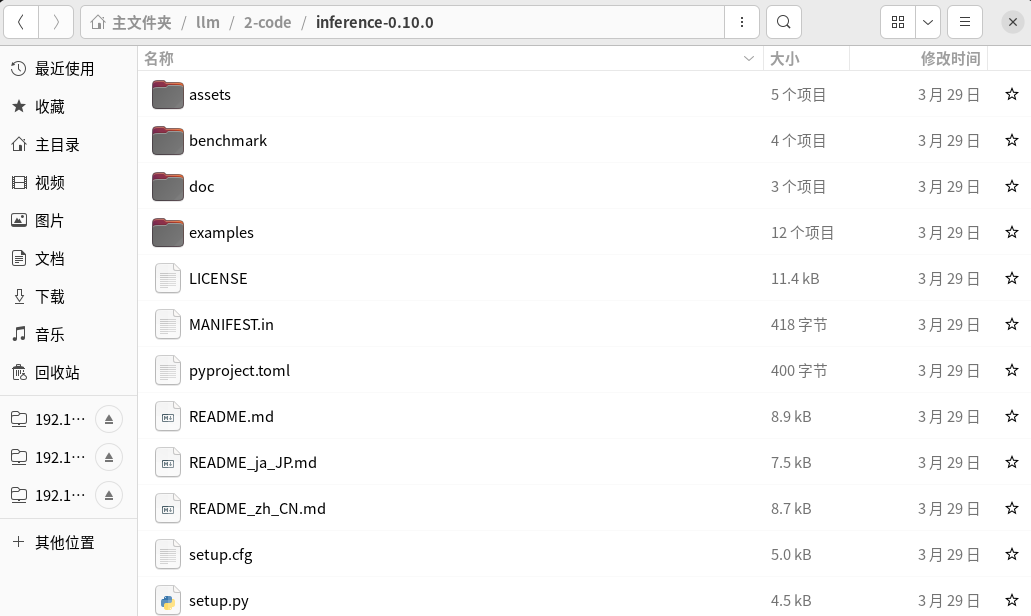 主文件夹 / llm / 2-code / inference-0.10.0
最近使用
收藏
主目录
视频
图片
文档
下载
音乐
回收站
192.1…
192.1…
192.1…
其他位置
名称 大小 修改时间
assets 5 个项目 3 月 29 日
benchmark 4 个项目 3 月 29 日
doc 3 个项目 3 月 29 日
examples 12 个项目 3 月 29 日
LICENSE 11.4 kB 3 月 29 日
MANIFEST.in 418 字节 3 月 29 日
pyproject.toml 400 字节 3 月 29 日
README.md 8.9 kB 3 月 29 日
README_ja_JP.md 7.5 kB 3 月 29 日
README_zh_CN.md 8.7 kB 3 月 29 日
setup.cfg 5.0 kB 3 月 29 日
setup.py 4.5 kB 3 月 29 日